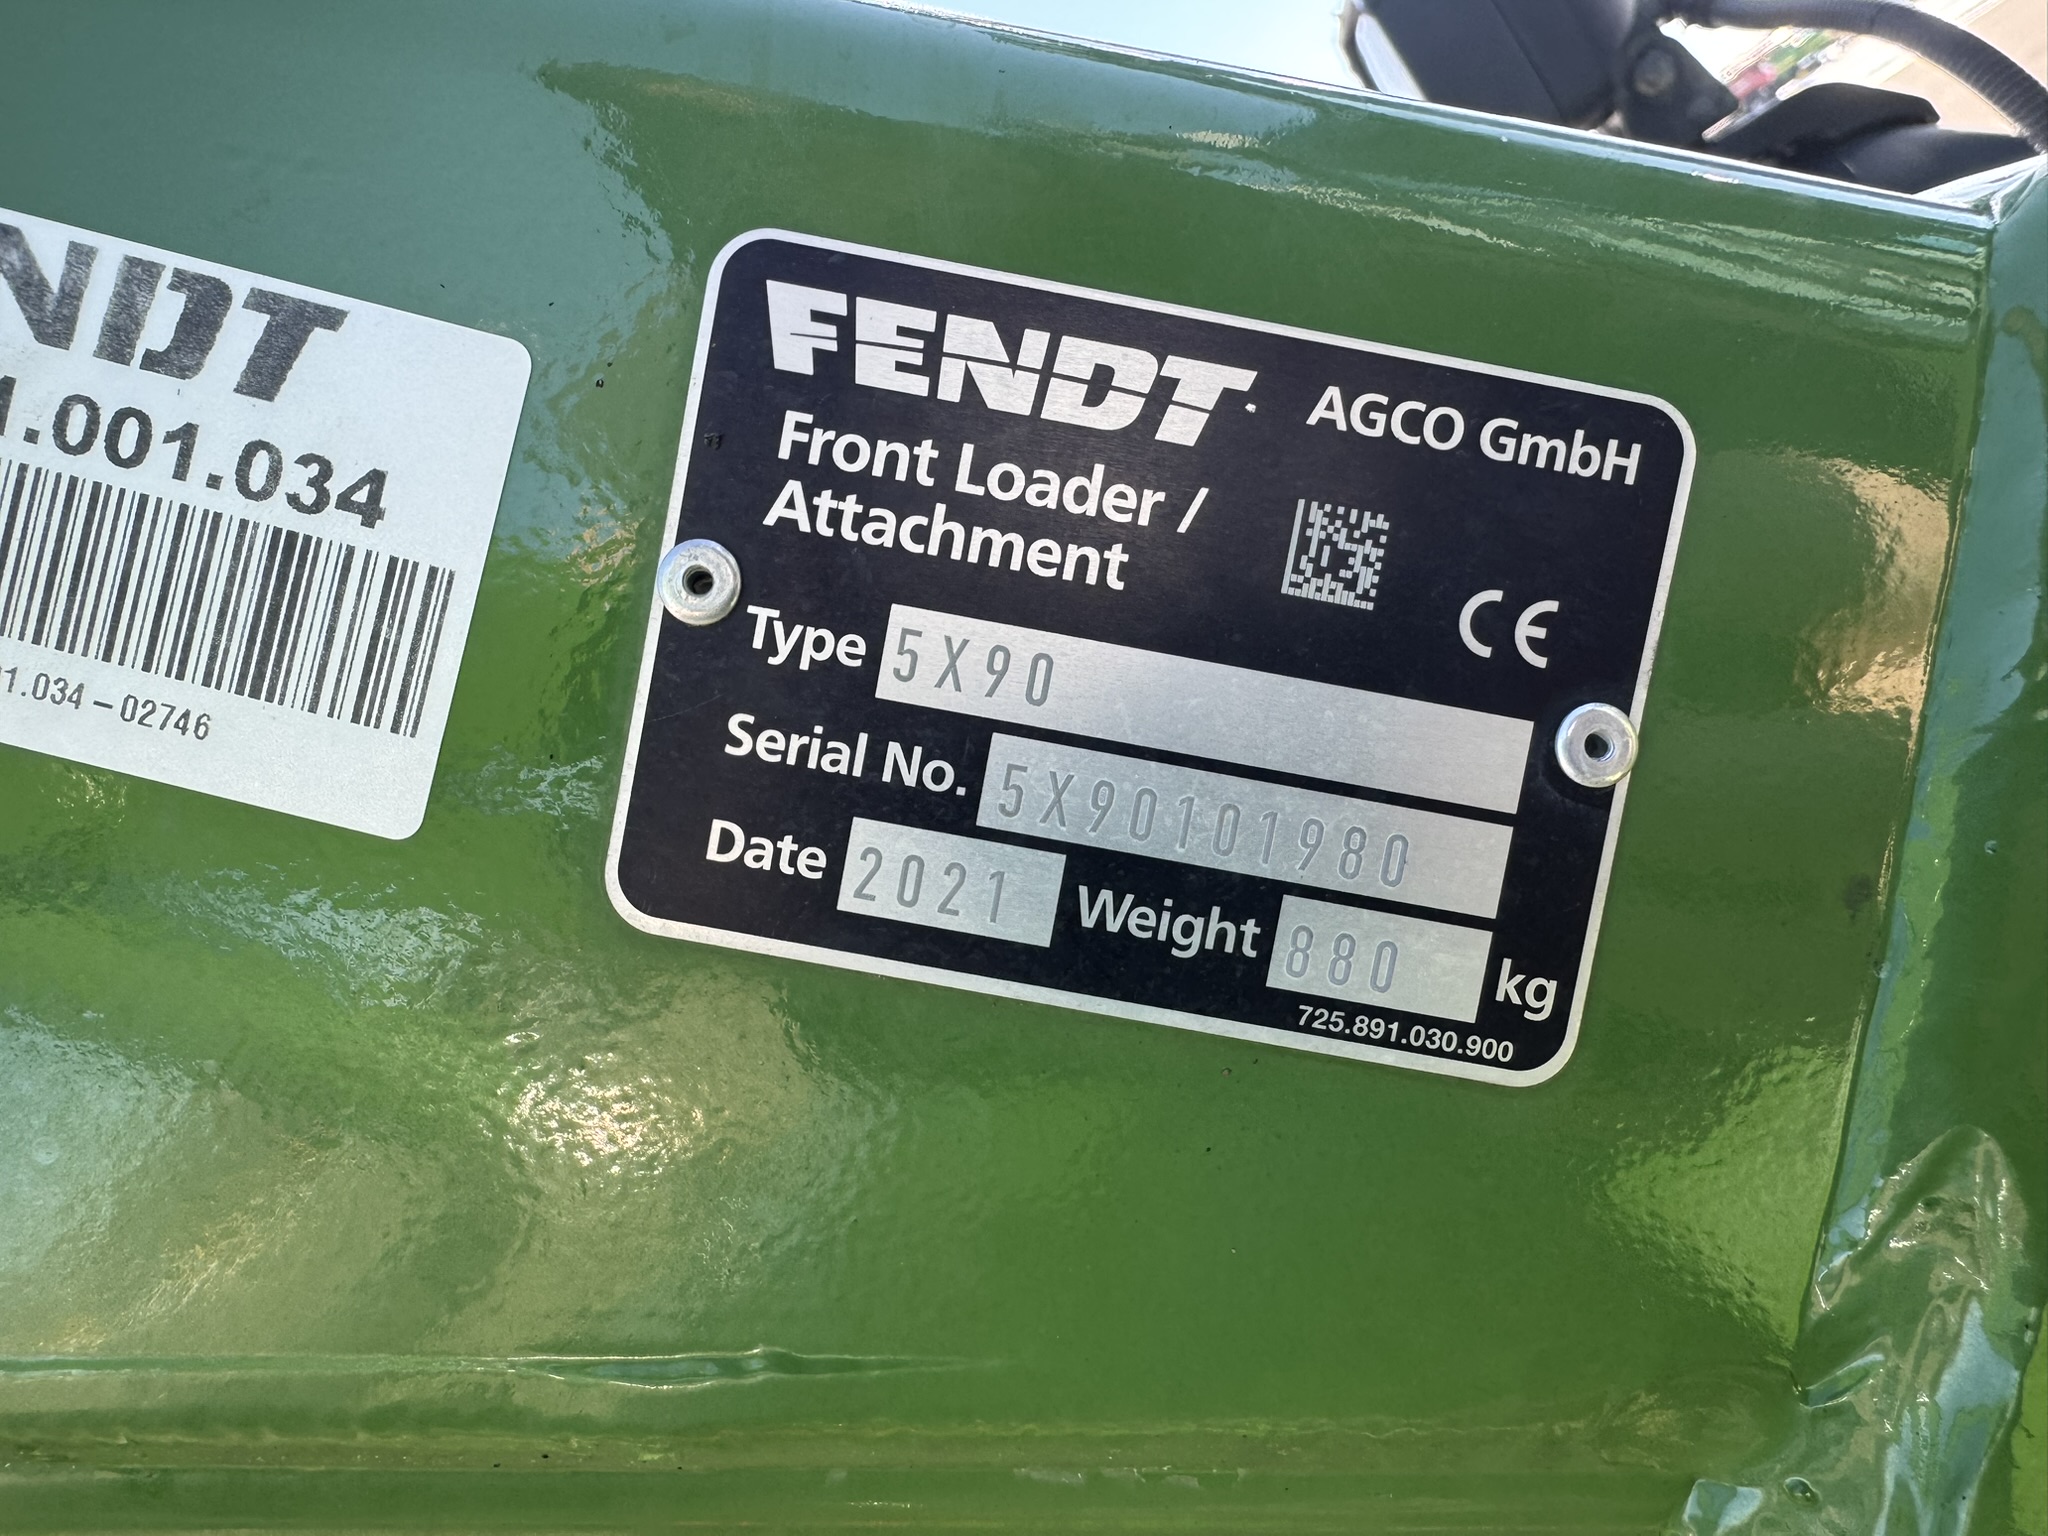 NDT
1.001.034
1.034-02746
FENDT
AGCO GmbH
Front Loader /
Attachment
CE
Type 5X90
Serial No. 5X90101980
Date 2021 Weight 880 kg
725.891.030.900